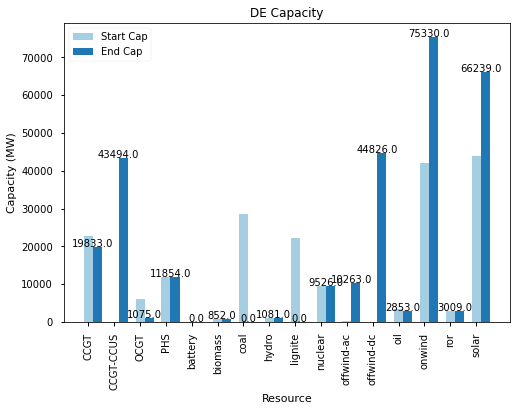 DE Capacity
Start Cap
End Cap
Capacity (MW)
70000
60000
50000
40000
30000
20000
10000
0
19833.0
43494.0
1075.0
11854.0
0.0
852.0
0.0
1081.0
0.0
9526.0
10263.0
44826.0
2853.0
75330.0
3009.0
66239.0
CCGT
CCGT-CCUS
OCGT
PHS
battery
biomass
coal
hydro
lignite
nuclear
offwind-ac
offwind-dc
oil
onwind
ror
solar
Resource